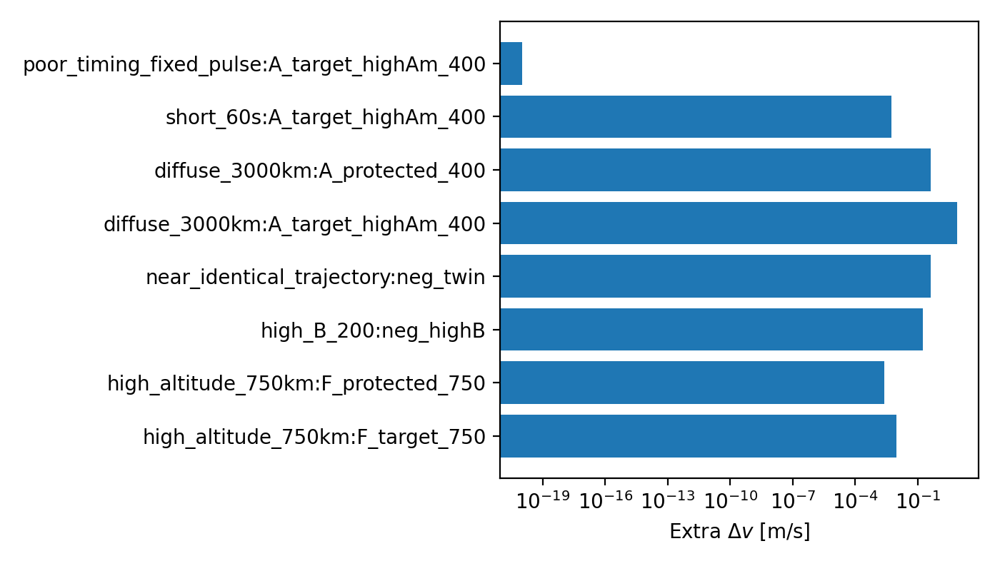 poor_timing_fixed_pulse:A_target_highAm_400
short_60s:A_target_highAm_400
diffuse_3000km:A_protected_400
diffuse_3000km:A_target_highAm_400
near_identical_trajectory:neg_twin
high_B_200:neg_highB
high_altitude_750km:F_protected_750
high_altitude_750km:F_target_750
10⁻¹⁹ 10⁻¹⁶ 10⁻¹³ 10⁻¹⁰ 10⁻⁷ 10⁻⁴ 10⁻¹
Extra Δv [m/s]